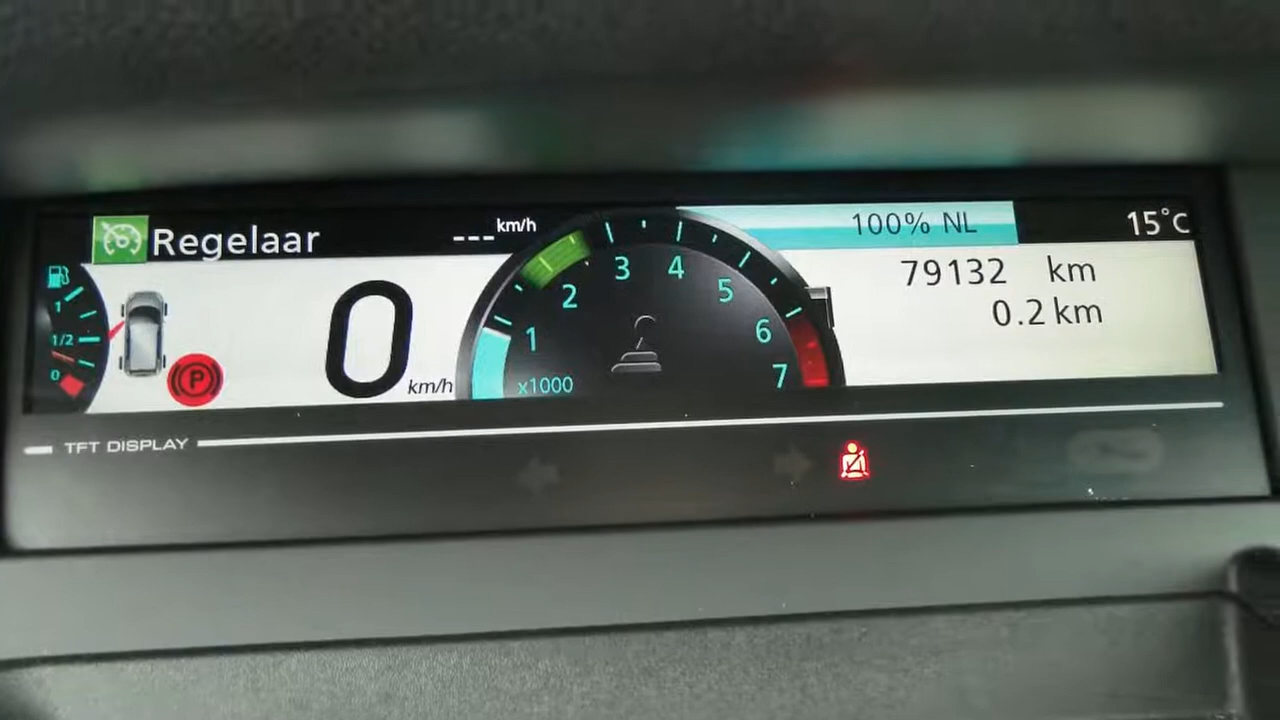 Regelaar
--- km/h
100% NL
15°C
79132 km
0.2 km
1
1/2
0
P
0 km/h
1
2
3
4
5
6
7
x1000
TFT DISPLAY